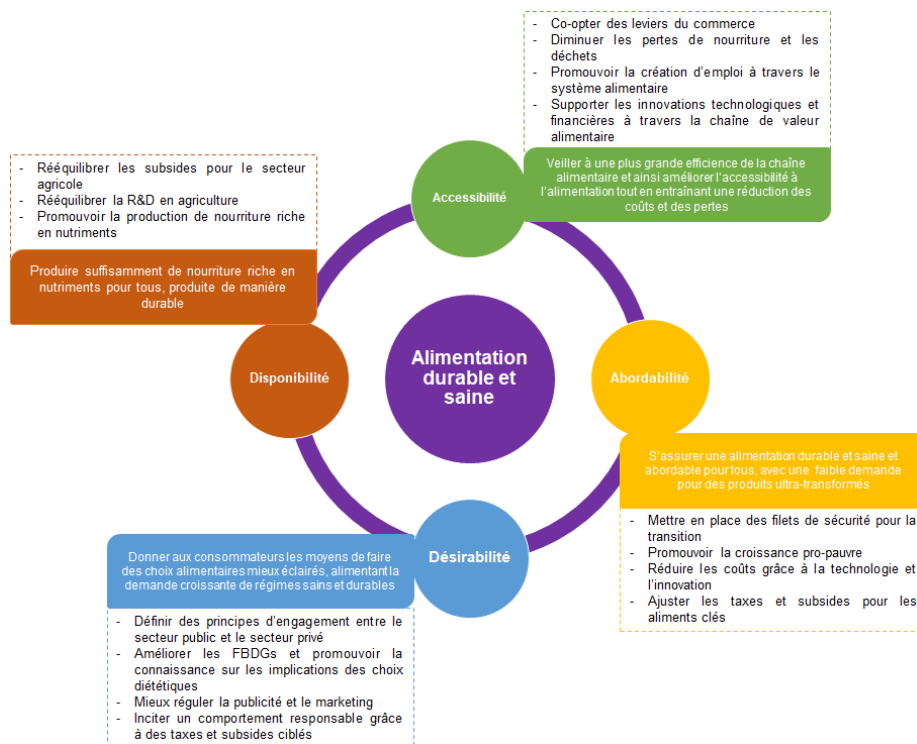 - Co-opter des leviers du commerce
- Diminuer les pertes de nourriture et les
déchets
- Promouvoir la création d'emploi à travers le
système alimentaire
- Supporter les innovations technologiques et
financières à travers la chaîne de valeur
alimentaire
Veiller à une plus grande efficience de la chaîne
alimentaire et ainsi améliorer l'accessibilité à
l'alimentation tout en entraînant une réduction des
coûts et des pertes
Accessibilité
- Rééquilibrer les subsides pour le secteur
agricole
- Rééquilibrer la R&D en agriculture
- Promouvoir la production de nourriture riche
en nutriments
Produire suffisamment de nourriture riche en
nutriments pour tous, produite de manière
durable
Disponibilité
Alimentation
durable et
saine
Abordabilité
S'assurer une alimentation durable et saine et
abordable pour tous, avec une faible demande
pour des produits ultra-transformés
- Mettre en place des filets de sécurité pour la
transition
- Promouvoir la croissance pro-pauvre
- Réduire les coûts grâce à la technologie et
l'innovation
- Ajuster les taxes et subsides pour les
aliments clés
Désirabilité
Donner aux consommateurs les moyens de faire
des choix alimentaires mieux éclairés, alimentant la
demande croissante de régimes sains et durables
- Définir des principes d'engagement entre le
secteur public et le secteur privé
- Améliorer les FBDGs et promouvoir la
connaissance sur les implications des choix
diététiques
- Mieux réguler la publicité et le marketing
- Inciter un comportement responsable grâce
à des taxes et subsides ciblés